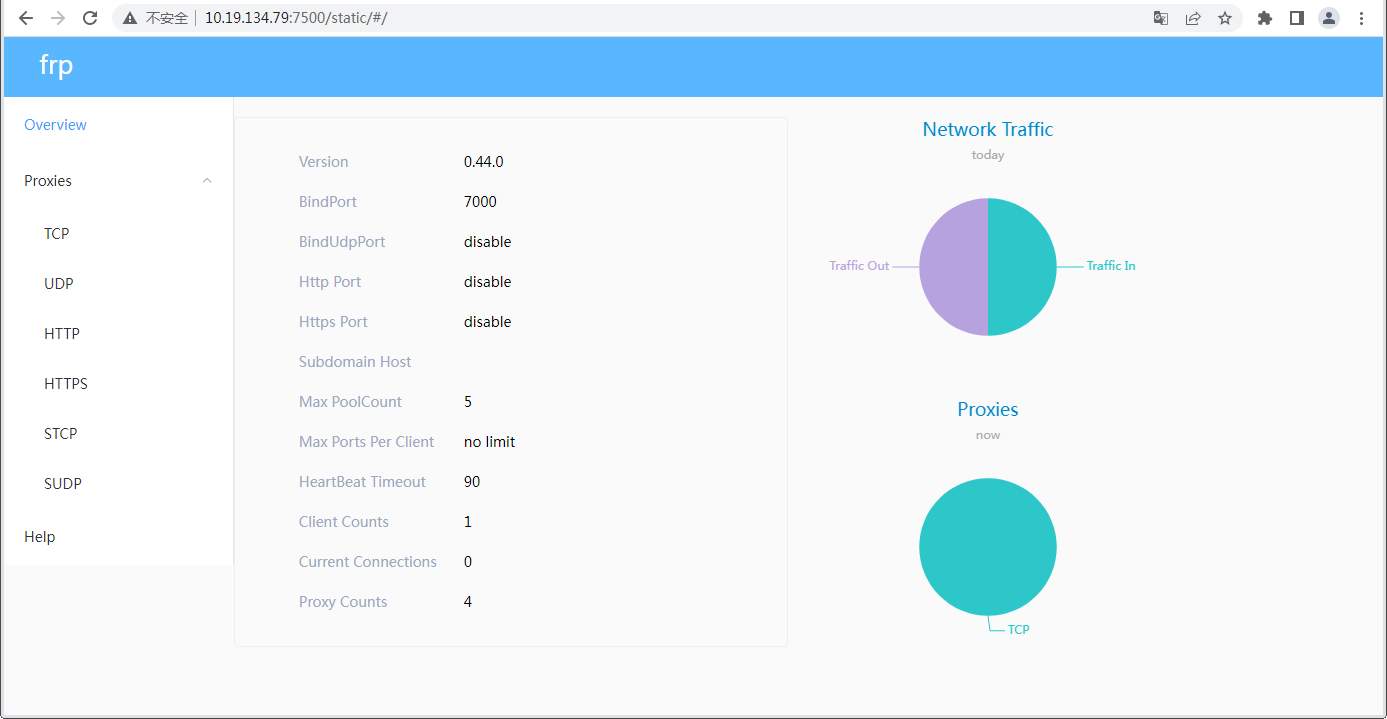 不安全 | 10.19.134.79:7500/static/#/
frp
Overview
Proxies
TCP
UDP
HTTP
HTTPS
STCP
SUDP
Help
Version 0.44.0
BindPort 7000
BindUdpPort disable
Http Port disable
Https Port disable
Subdomain Host
Max PoolCount 5
Max Ports Per Client no limit
HeartBeat Timeout 90
Client Counts 1
Current Connections 0
Proxy Counts 4
Network Traffic
today
Traffic Out Traffic In
Proxies
now
TCP